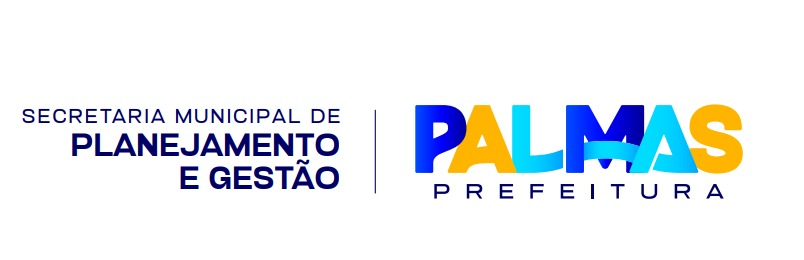 SECRETARIA MUNICIPAL DE
PLANEJAMENTO
E GESTÃO
PALMAS
PREFEITURA